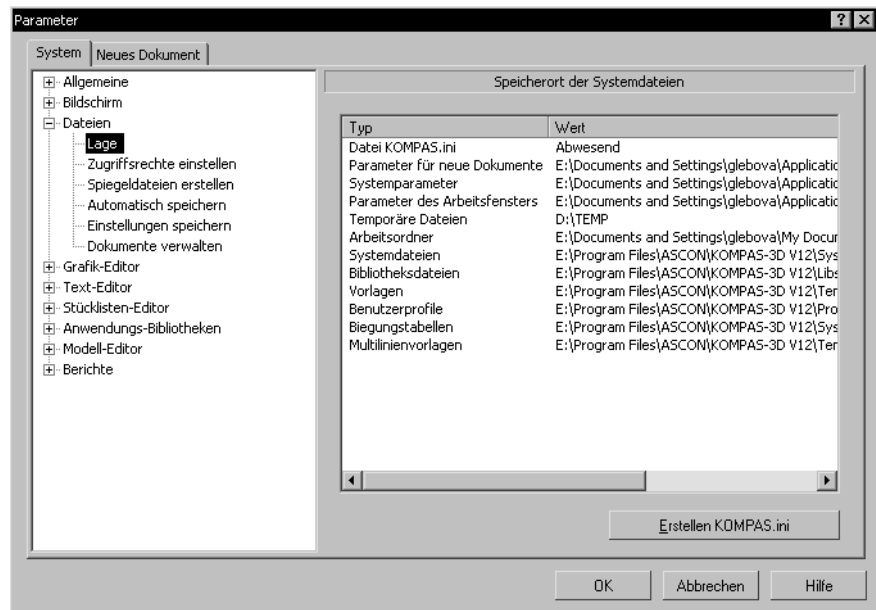 Parameter
System Neues Dokument
Allgemeine
Bildschirm
Dateien
Lage
Zugriffsrechte einstellen
Spiegeldateien erstellen
Automatisch speichern
Einstellungen speichern
Dokumente verwalten
Grafik-Editor
Text-Editor
Stücklisten-Editor
Anwendungs-Bibliotheken
Modell-Editor
Berichte
Speicherort der Systemdateien
Typ Wert
Datei KOMPAS.ini Abwesend
Parameter für neue Dokumente E:\Documents and Settings\glebova\Applicatic
Systemparameter E:\Documents and Settings\glebova\Applicatic
Parameter des Arbeitsfensters E:\Documents and Settings\glebova\Applicatic
Temporäre Dateien D:\TEMP
Arbeitsordner E:\Documents and Settings\glebova\My Docur
Systemdateien E:\Program Files\ASCON\KOMPAS-3D V12\Sys
Bibliotheksdateien E:\Program Files\ASCON\KOMPAS-3D V12\Libs
Vorlagen E:\Program Files\ASCON\KOMPAS-3D V12\Ter
Benutzerprofile E:\Program Files\ASCON\KOMPAS-3D V12\Pro
Biegungstabellen E:\Program Files\ASCON\KOMPAS-3D V12\Sys
Multilinienvorlagen E:\Program Files\ASCON\KOMPAS-3D V12\Ter
Erstellen KOMPAS.ini
OK Abbrechen Hilfe